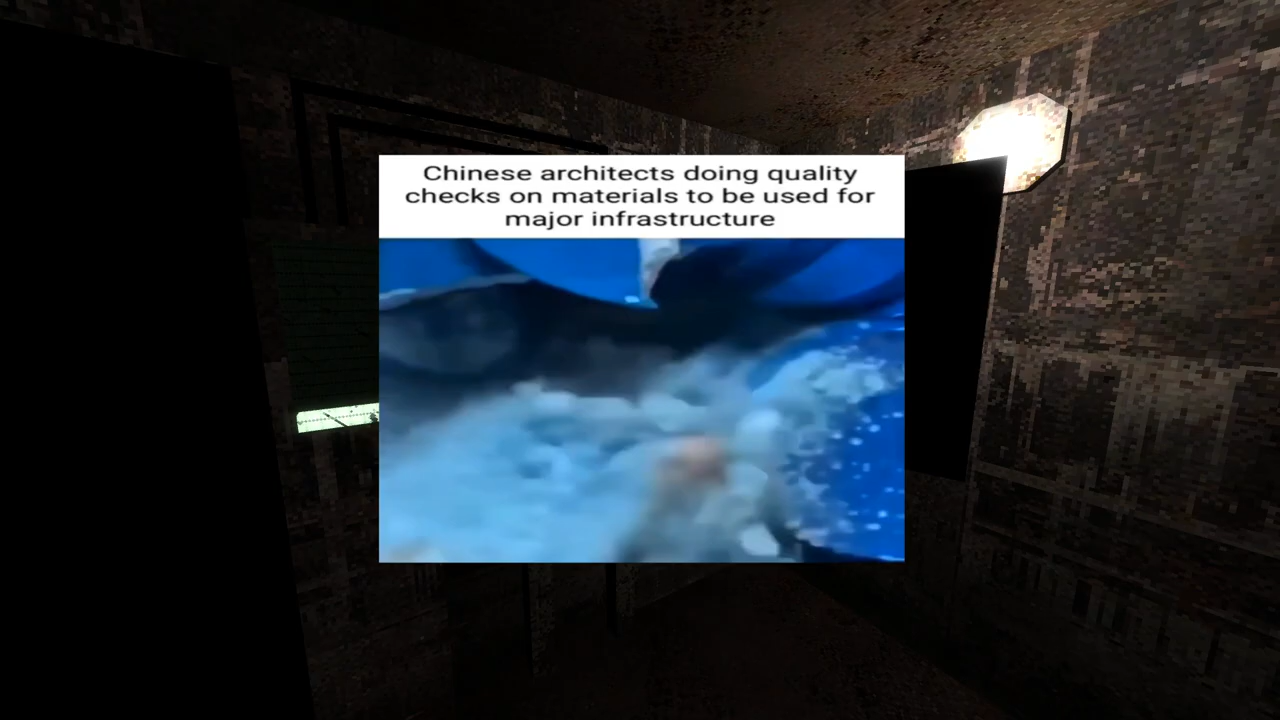 Chinese architects doing quality
checks on materials to be used for
major infrastructure